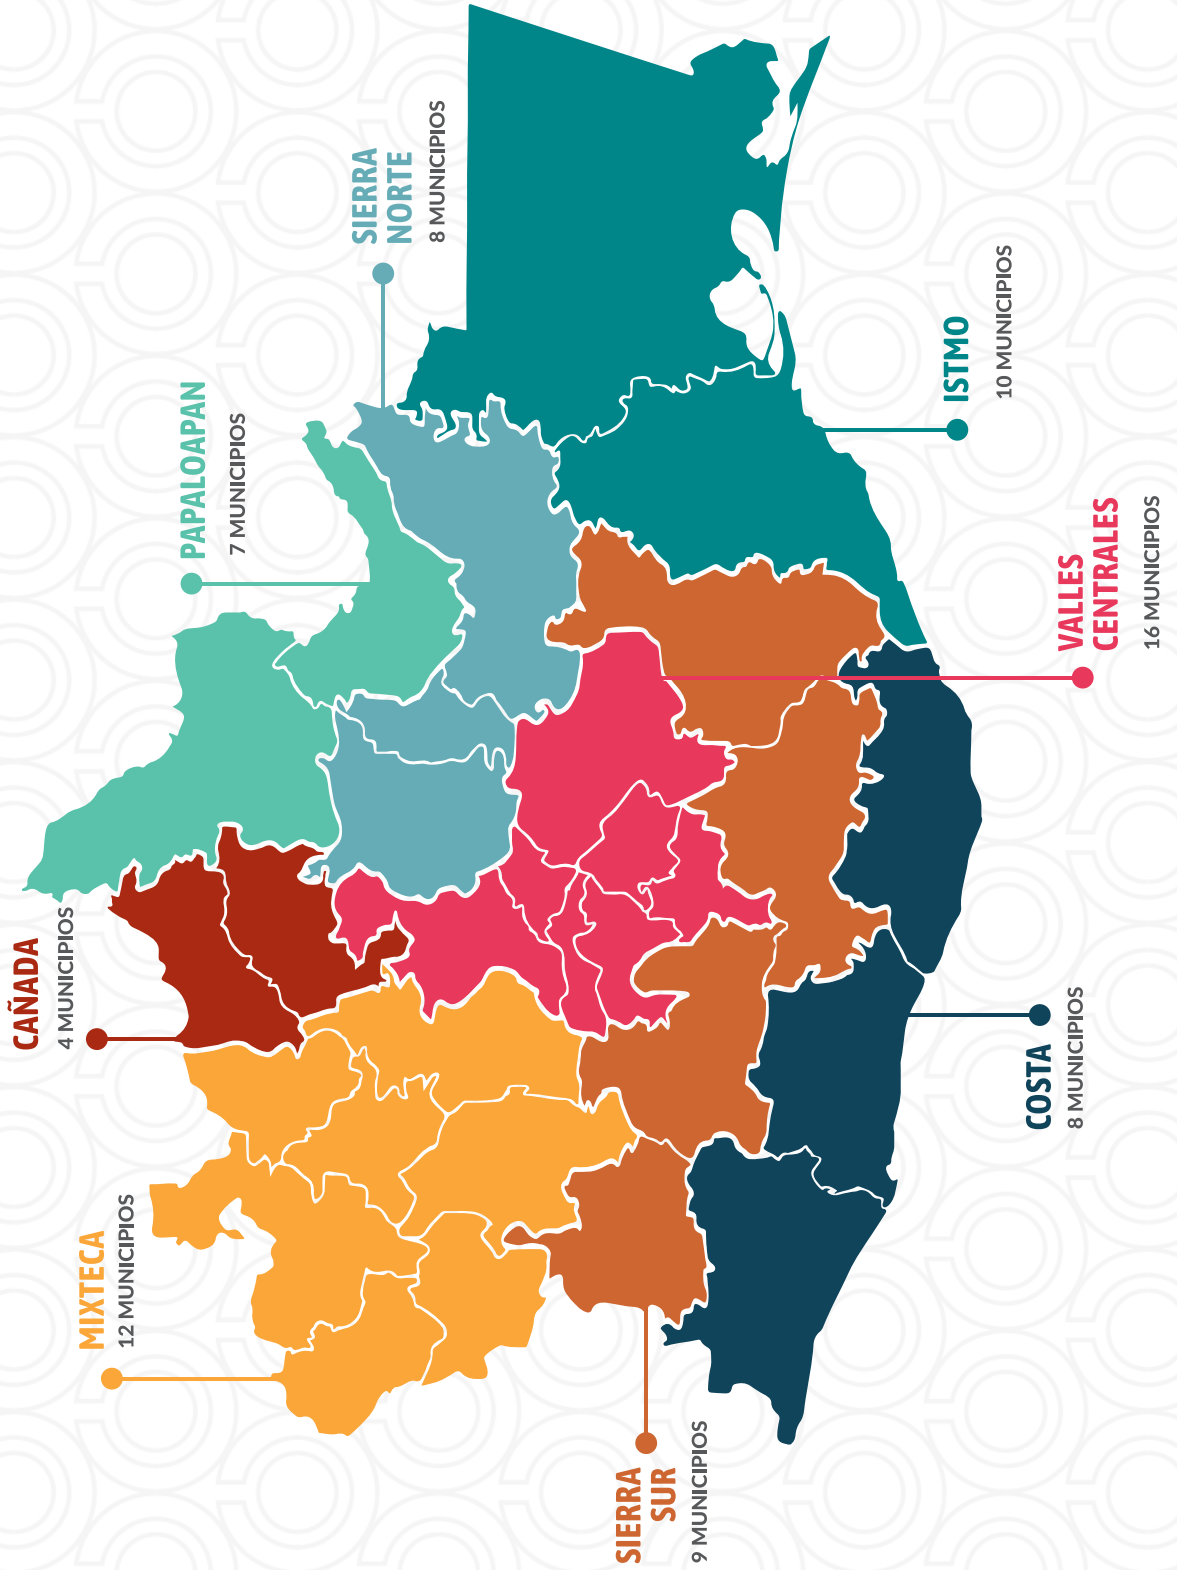 MIXTECA
12 MUNICIPIOS
CAÑADA
4 MUNICIPIOS
PAPALOAPAN
7 MUNICIPIOS
SIERRA
NORTE
8 MUNICIPIOS
SIERRA
SUR
9 MUNICIPIOS
COSTA
8 MUNICIPIOS
VALLES
CENTRALES
16 MUNICIPIOS
ISTMO
10 MUNICIPIOS